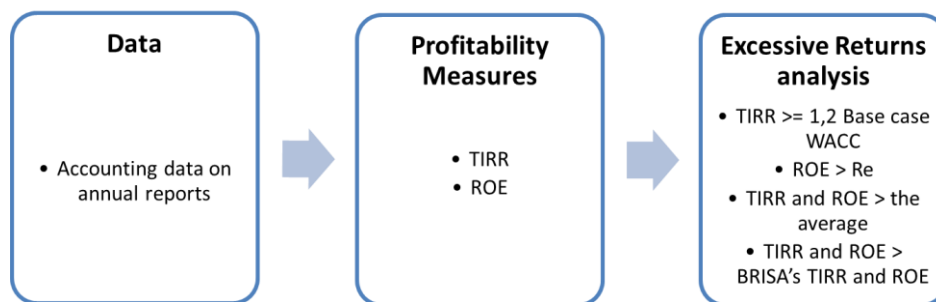 Data
• Accounting data on
annual reports
Profitability
Measures
• TIRR
• ROE
Excessive Returns
analysis
• TIRR >= 1,2 Base case
WACC
• ROE > Re
• TIRR and ROE > the
average
• TIRR and ROE >
BRISA's TIRR and ROE